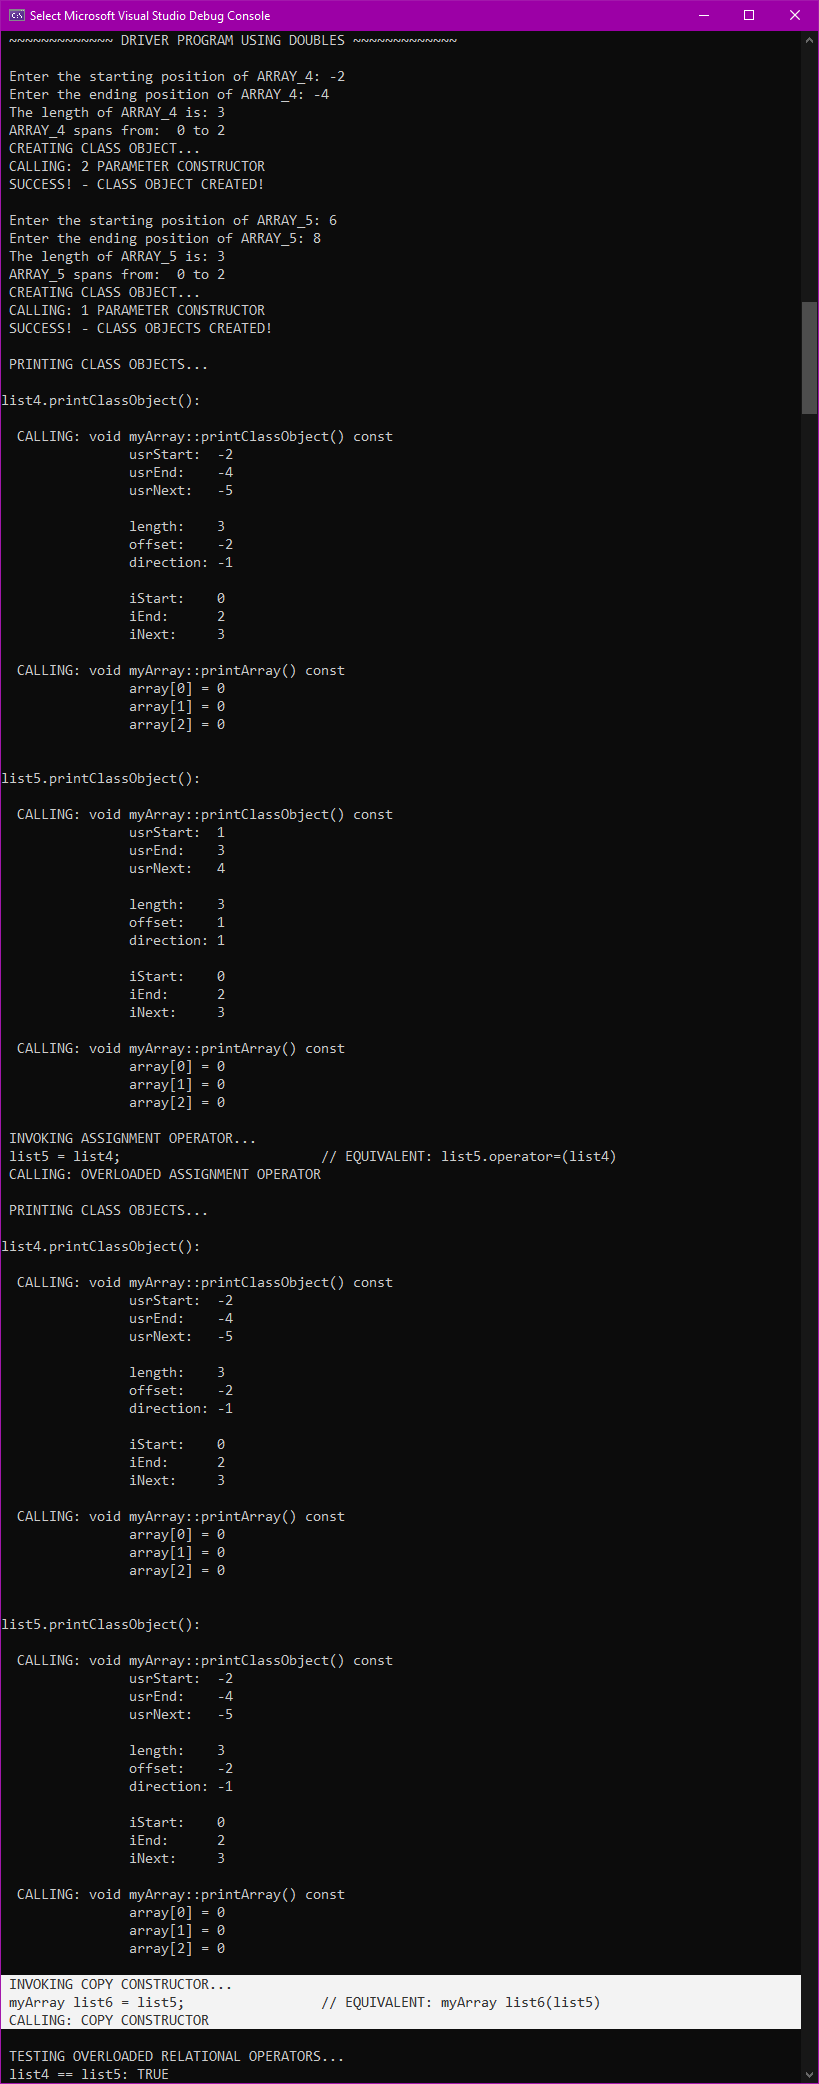 Select Microsoft Visual Studio Debug Console
~~~~~~~~~~~~~ DRIVER PROGRAM USING DOUBLES ~~~~~~~~~~~~~
Enter the starting position of ARRAY_4: -2
Enter the ending position of ARRAY_4: -4
The length of ARRAY_4 is: 3
ARRAY_4 spans from:  0 to 2
CREATING CLASS OBJECT...
CALLING: 2 PARAMETER CONSTRUCTOR
SUCCESS! - CLASS OBJECT CREATED!
Enter the starting position of ARRAY_5: 6
Enter the ending position of ARRAY_5: 8
The length of ARRAY_5 is: 3
ARRAY_5 spans from:  0 to 2
CREATING CLASS OBJECT...
CALLING: 1 PARAMETER CONSTRUCTOR
SUCCESS! - CLASS OBJECTS CREATED!
PRINTING CLASS OBJECTS...
list4.printClassObject():
CALLING: void myArray::printClassObject() const
usrStart:  -2
usrEnd:    -4
usrNext:   -5
length:    3
offset:    -2
direction: -1
iStart:    0
iEnd:      2
iNext:     3
CALLING: void myArray::printArray() const
array[0] = 0
array[1] = 0
array[2] = 0
list5.printClassObject():
CALLING: void myArray::printClassObject() const
usrStart:  1
usrEnd:    3
usrNext:   4
length:    3
offset:    1
direction: 1
iStart:    0
iEnd:      2
iNext:     3
CALLING: void myArray::printArray() const
array[0] = 0
array[1] = 0
array[2] = 0
INVOKING ASSIGNMENT OPERATOR...
list5 = list4;                         // EQUIVALENT: list5.operator=(list4)
CALLING: OVERLOADED ASSIGNMENT OPERATOR
PRINTING CLASS OBJECTS...
list4.printClassObject():
CALLING: void myArray::printClassObject() const
usrStart:  -2
usrEnd:    -4
usrNext:   -5
length:    3
offset:    -2
direction: -1
iStart:    0
iEnd:      2
iNext:     3
CALLING: void myArray::printArray() const
array[0] = 0
array[1] = 0
array[2] = 0
list5.printClassObject():
CALLING: void myArray::printClassObject() const
usrStart:  -2
usrEnd:    -4
usrNext:   -5
length:    3
offset:    -2
direction: -1
iStart:    0
iEnd:      2
iNext:     3
CALLING: void myArray::printArray() const
array[0] = 0
array[1] = 0
array[2] = 0
INVOKING COPY CONSTRUCTOR...
myArray list6 = list5;                 // EQUIVALENT: myArray list6(list5)
CALLING: COPY CONSTRUCTOR
TESTING OVERLOADED RELATIONAL OPERATORS...
list4 == list5: TRUE